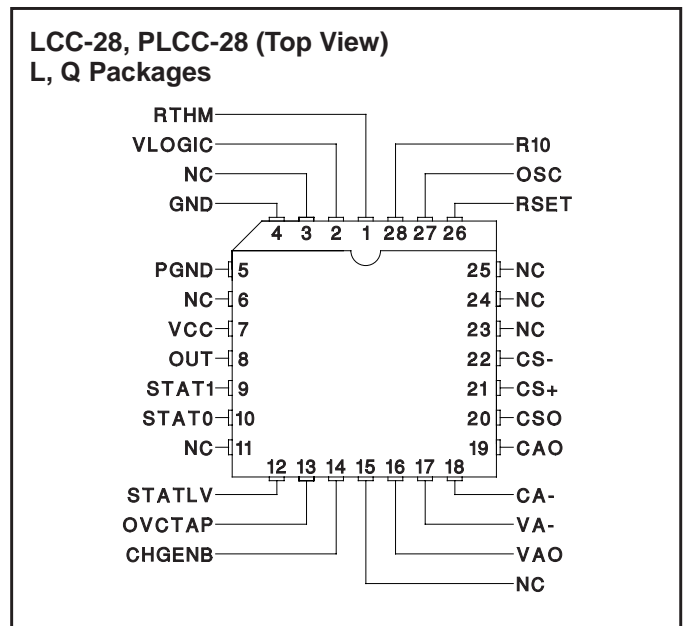 LCC-28, PLCC-28 (Top View)
L, Q Packages
RTHM
VLOGIC
NC
GND
R10
OSC
RSET
4 3 2 1 28 27 26
PGND 5
NC 6
VCC 7
OUT 8
STAT1 9
STAT0 10
NC 11
25 NC
24 NC
23 NC
22 CS-
21 CS+
20 CSO
19 CAO
12 13 14 15 16 17 18
STATLV
OVCTAP
CHGENB
CA-
VA-
VAO
NC